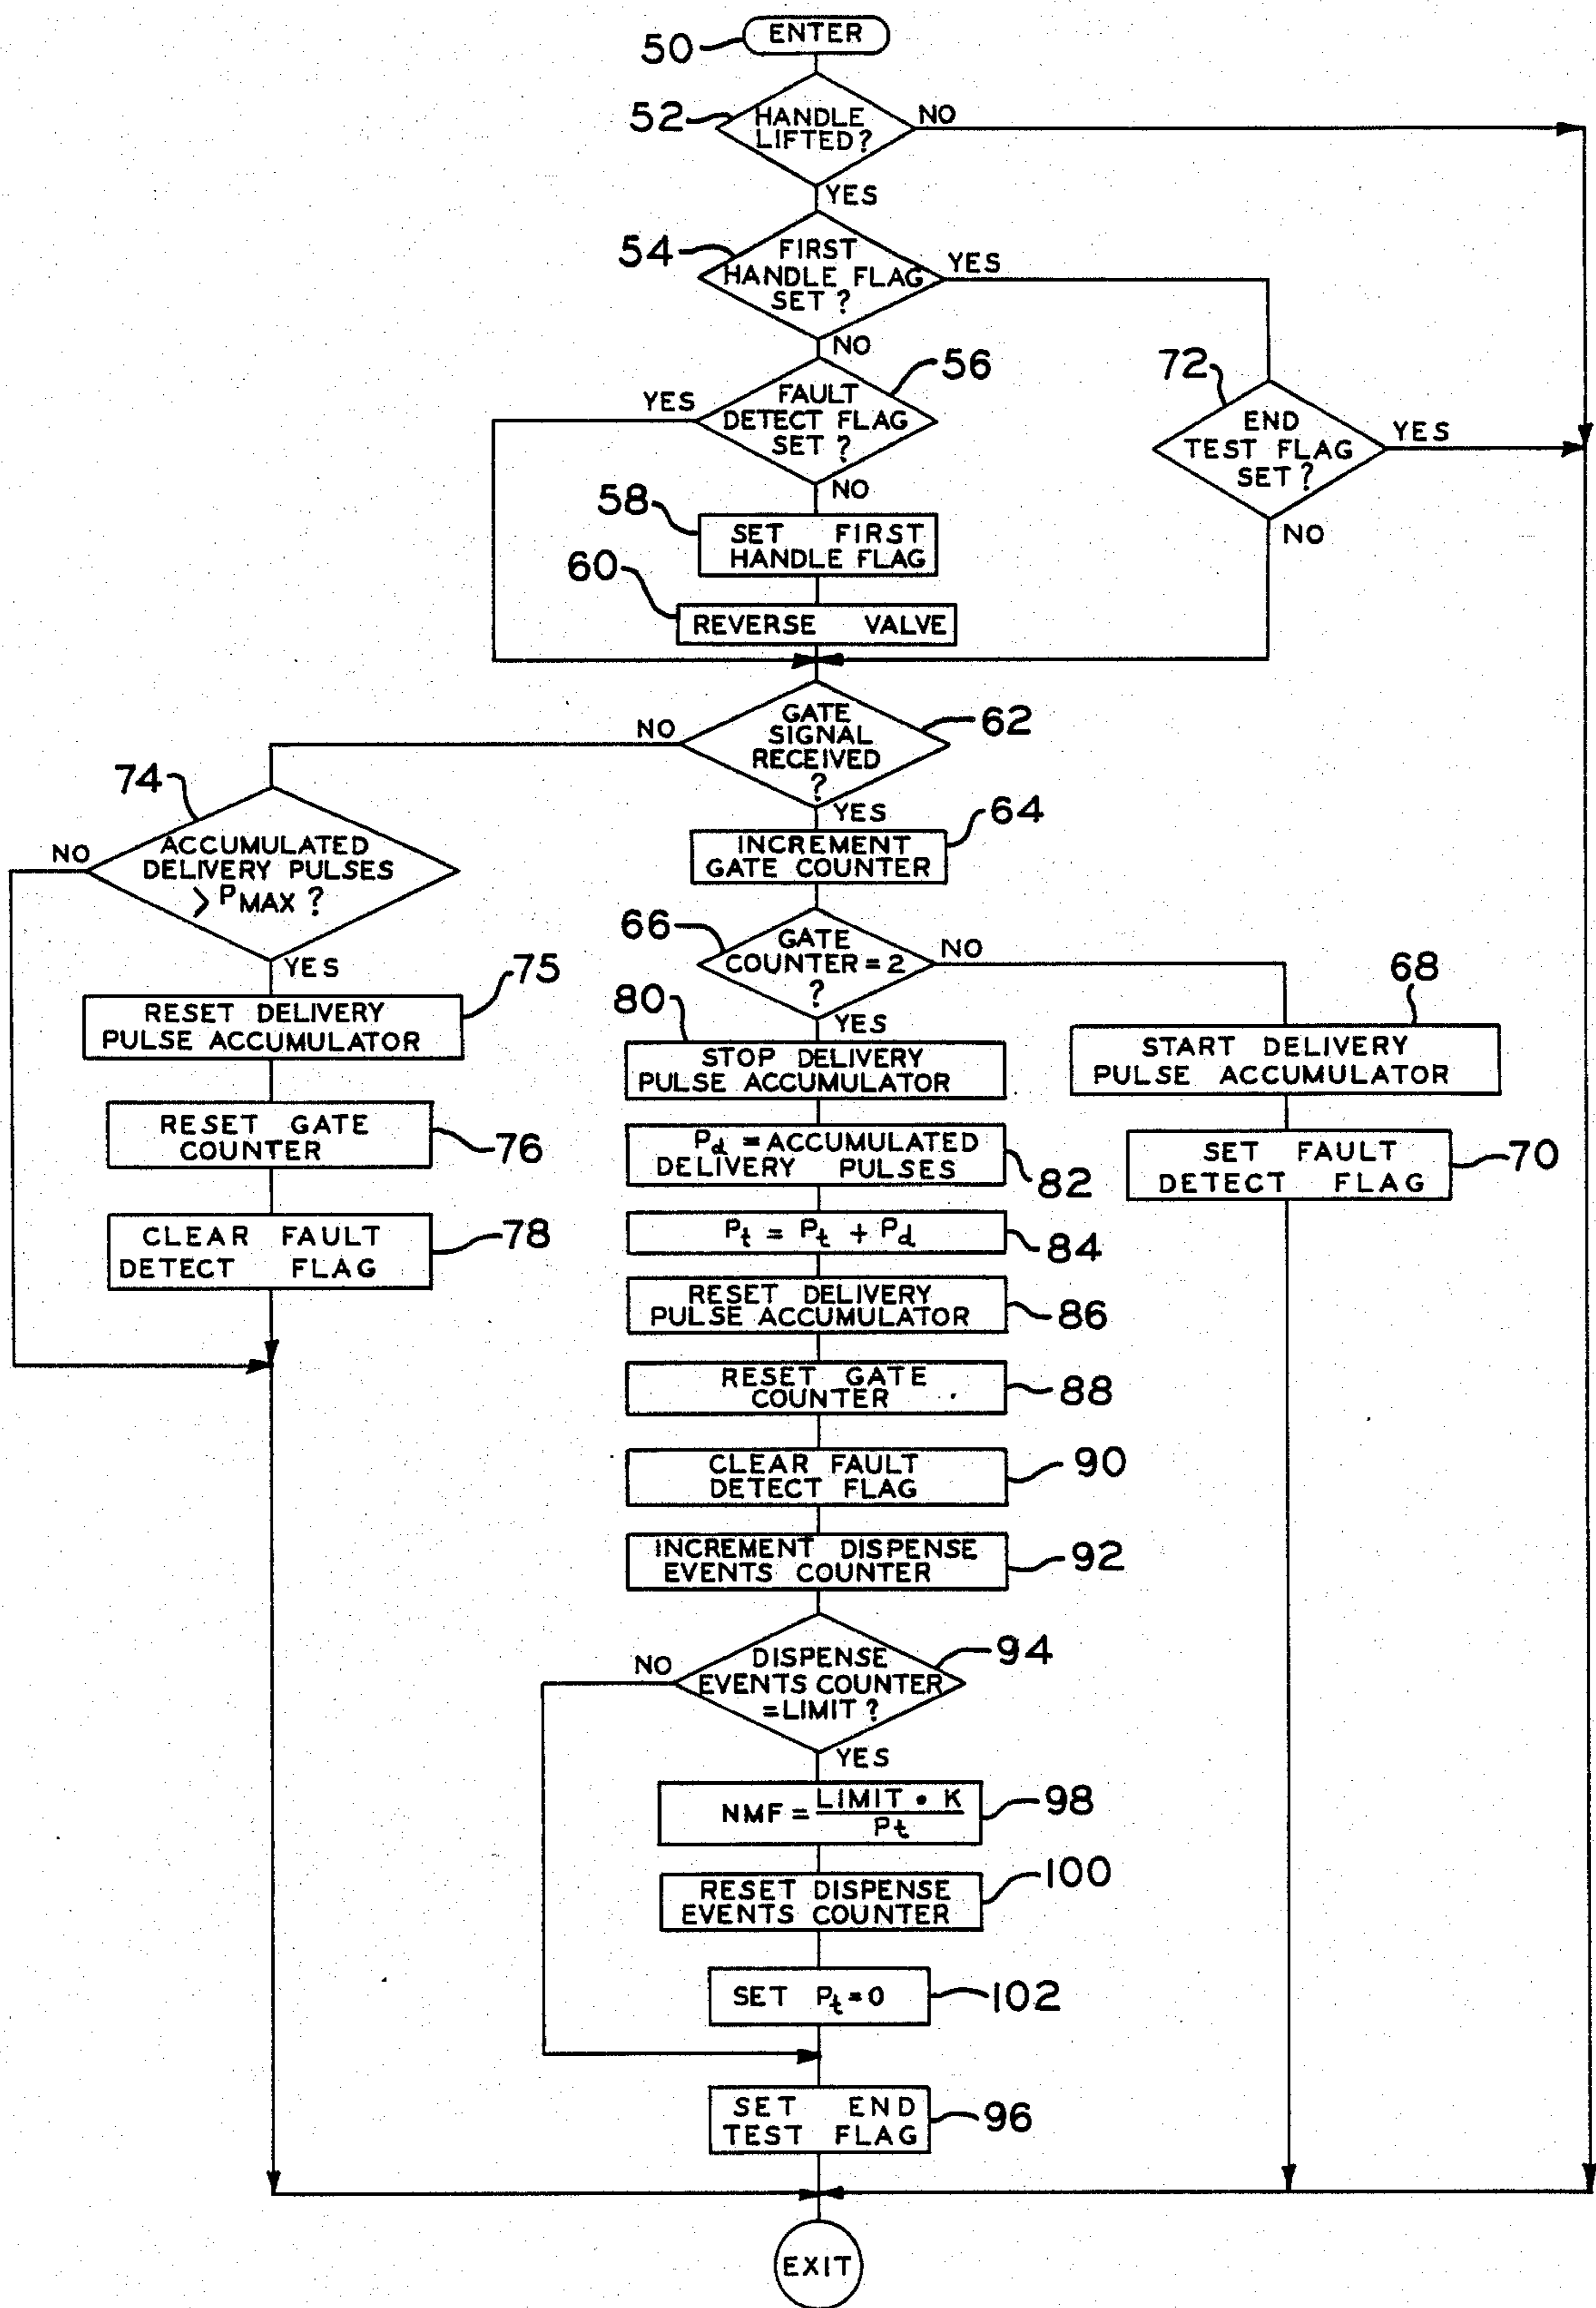 50
ENTER
52
HANDLE
LIFTED?
NO
YES
54
FIRST
HANDLE FLAG
SET ?
YES
NO
56
YES
FAULT
DETECT FLAG
SET ?
NO
72
END
TEST FLAG
SET ?
YES
NO
58
SET FIRST
HANDLE FLAG
60
REVERSE VALVE
62
NO
GATE
SIGNAL
RECEIVED
?
YES
74
NO
ACCUMULATED
DELIVERY PULSES
> PMAX ?
YES
64
INCREMENT
GATE COUNTER
66
GATE
COUNTER = 2
?
NO
YES
75
RESET DELIVERY
PULSE ACCUMULATOR
80
STOP DELIVERY
PULSE ACCUMULATOR
68
START DELIVERY
PULSE ACCUMULATOR
RESET GATE
COUNTER
76
Pd = ACCUMULATED
DELIVERY PULSES
82
SET FAULT
DETECT FLAG
70
CLEAR FAULT
DETECT FLAG
78
Pt = Pt + Pd
84
RESET DELIVERY
PULSE ACCUMULATOR
86
RESET GATE
COUNTER
88
CLEAR FAULT
DETECT FLAG
90
INCREMENT DISPENSE
EVENTS COUNTER
92
NO
DISPENSE
EVENTS COUNTER
=LIMIT ?
94
YES
NMF = LIMIT • K / Pt
98
RESET DISPENSE
EVENTS COUNTER
100
SET Pt = 0
102
SET END
TEST FLAG
96
EXIT